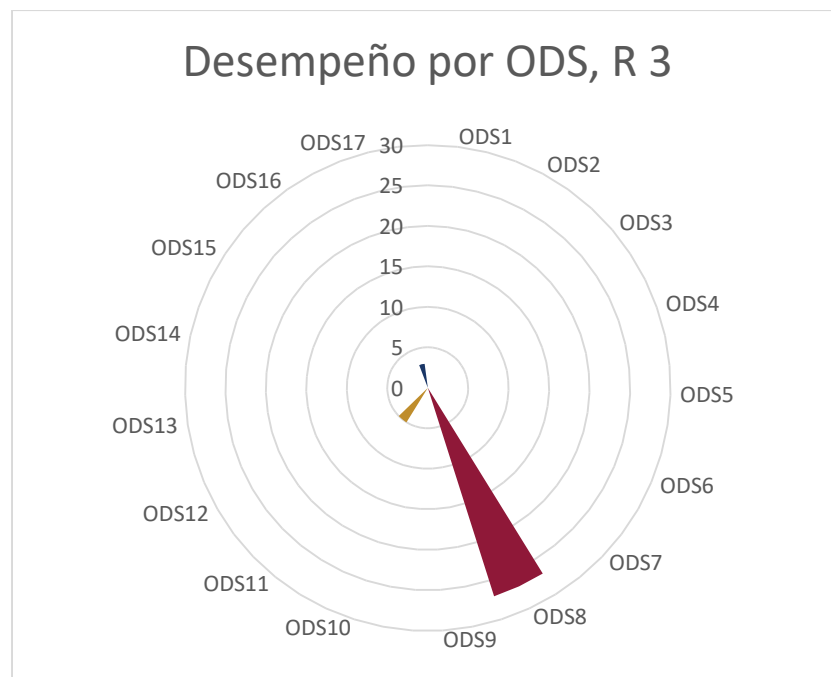 Desempeño por ODS, R 3
30
25
20
15
10
5
0
ODS1
ODS2
ODS3
ODS4
ODS5
ODS6
ODS7
ODS8
ODS9
ODS10
ODS11
ODS12
ODS13
ODS14
ODS15
ODS16
ODS17